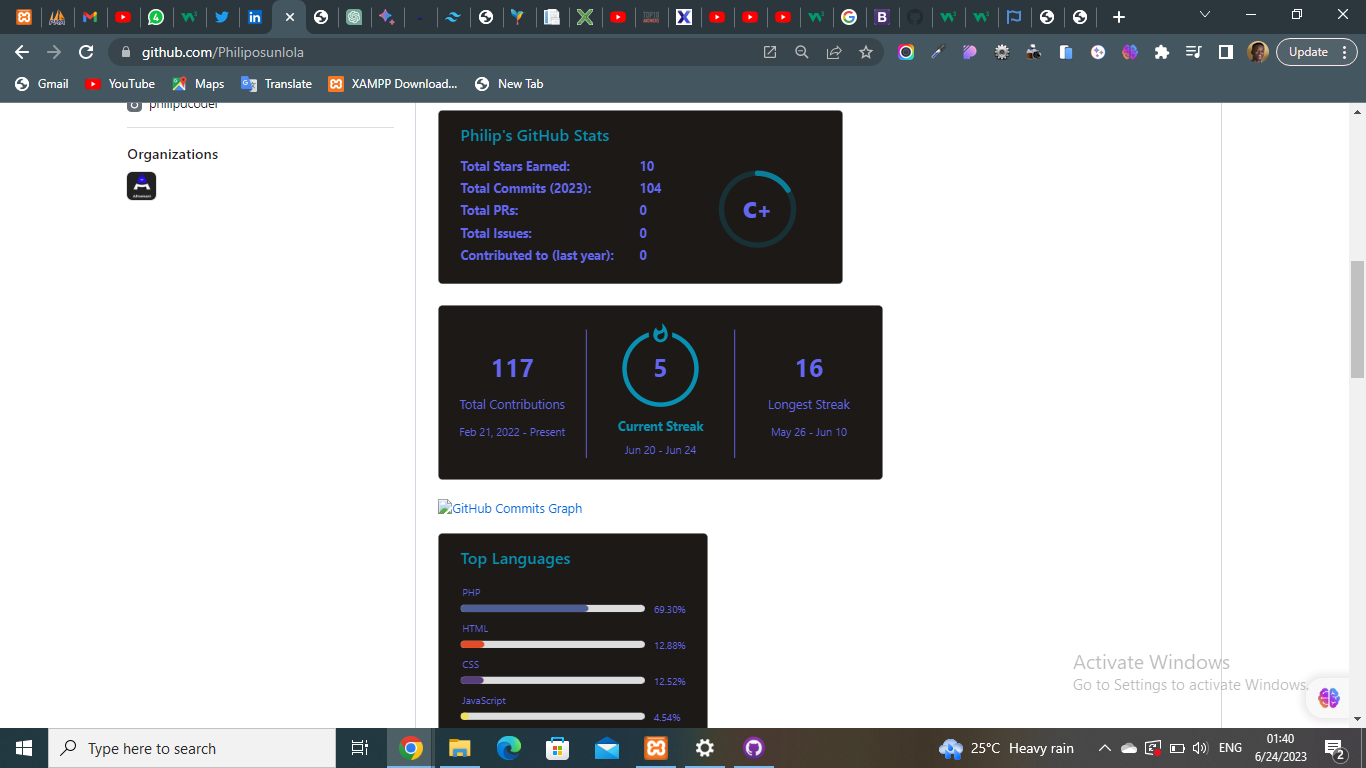 github.com/Philiposunlola
Update
Gmail
YouTube
Maps
Translate
XAMPP Download...
New Tab
philipdcoder
Organizations
Philip's GitHub Stats
Total Stars Earned: 10
Total Commits (2023): 104
Total PRs: 0
Total Issues: 0
Contributed to (last year): 0
C+
117
Total Contributions
Feb 21, 2022 - Present
5
Current Streak
Jun 20 - Jun 24
16
Longest Streak
May 26 - Jun 10
GitHub Commits Graph
Top Languages
PHP
69.30%
HTML
12.88%
CSS
12.52%
JavaScript
4.54%
Activate Windows
Go to Settings to activate Windows.
Type here to search
25°C Heavy rain
ENG
01:40
6/24/2023
2